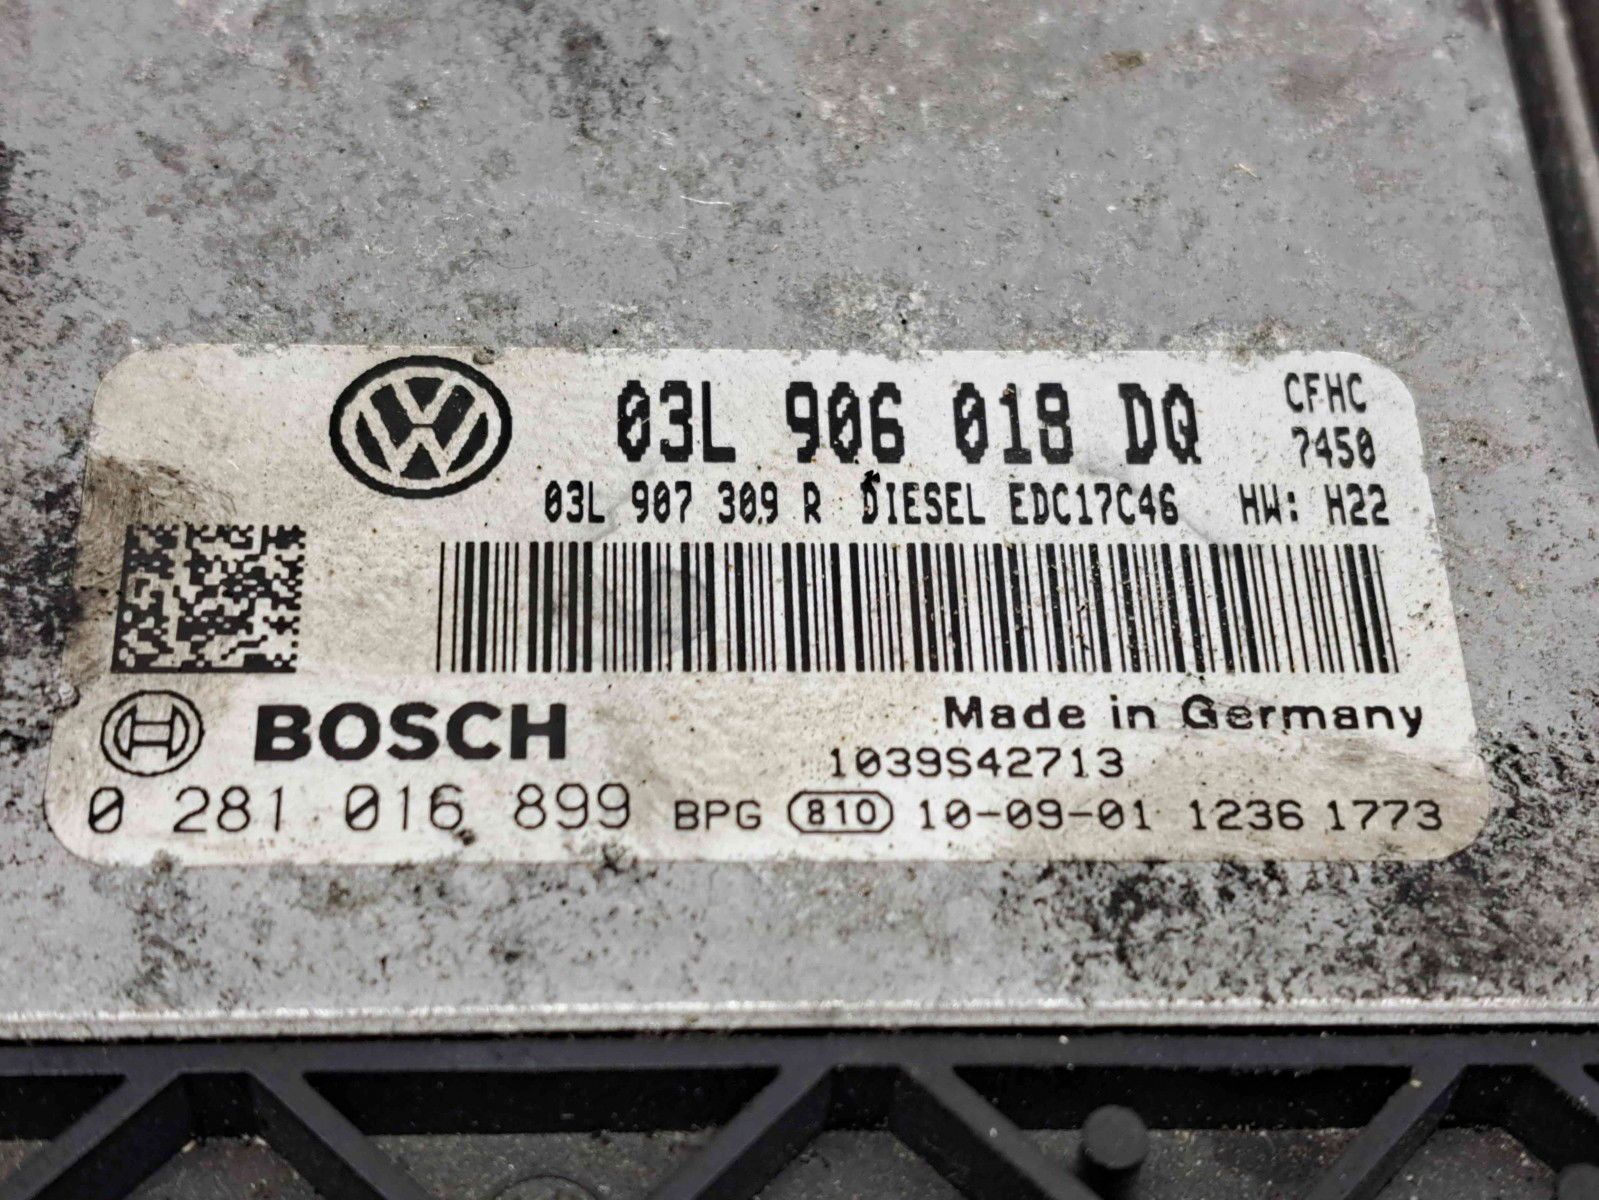 03L 906 018 DQ
CFHC
7450
03L 907 309 R DIESEL EDC17C46 HW: H22
BOSCH
Made in Germany
1039S42713
0 281 016 899 BPG 810 10-09-01 1236 1773